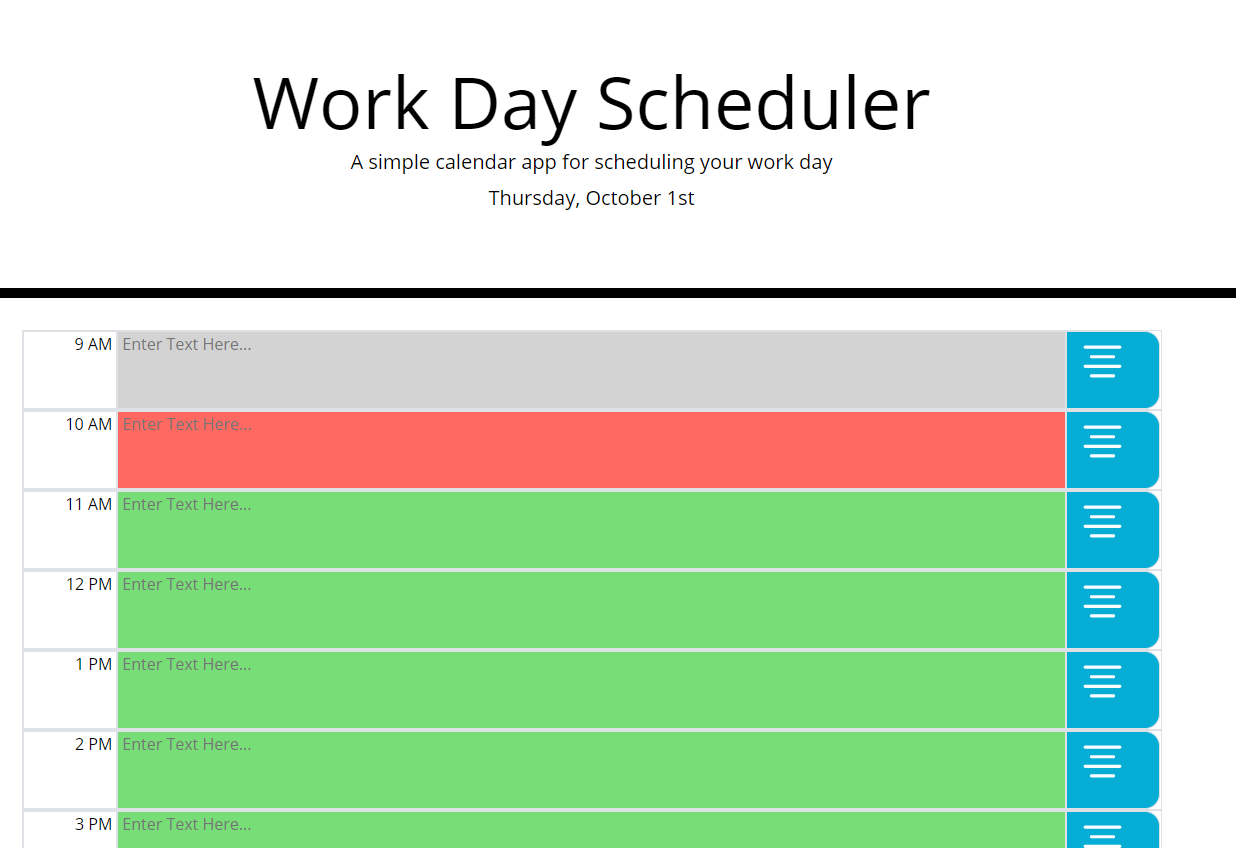 Work Day Scheduler
A simple calendar app for scheduling your work day
Thursday, October 1st
9 AM Enter Text Here...
10 AM Enter Text Here...
11 AM Enter Text Here...
12 PM Enter Text Here...
1 PM Enter Text Here...
2 PM Enter Text Here...
3 PM Enter Text Here...